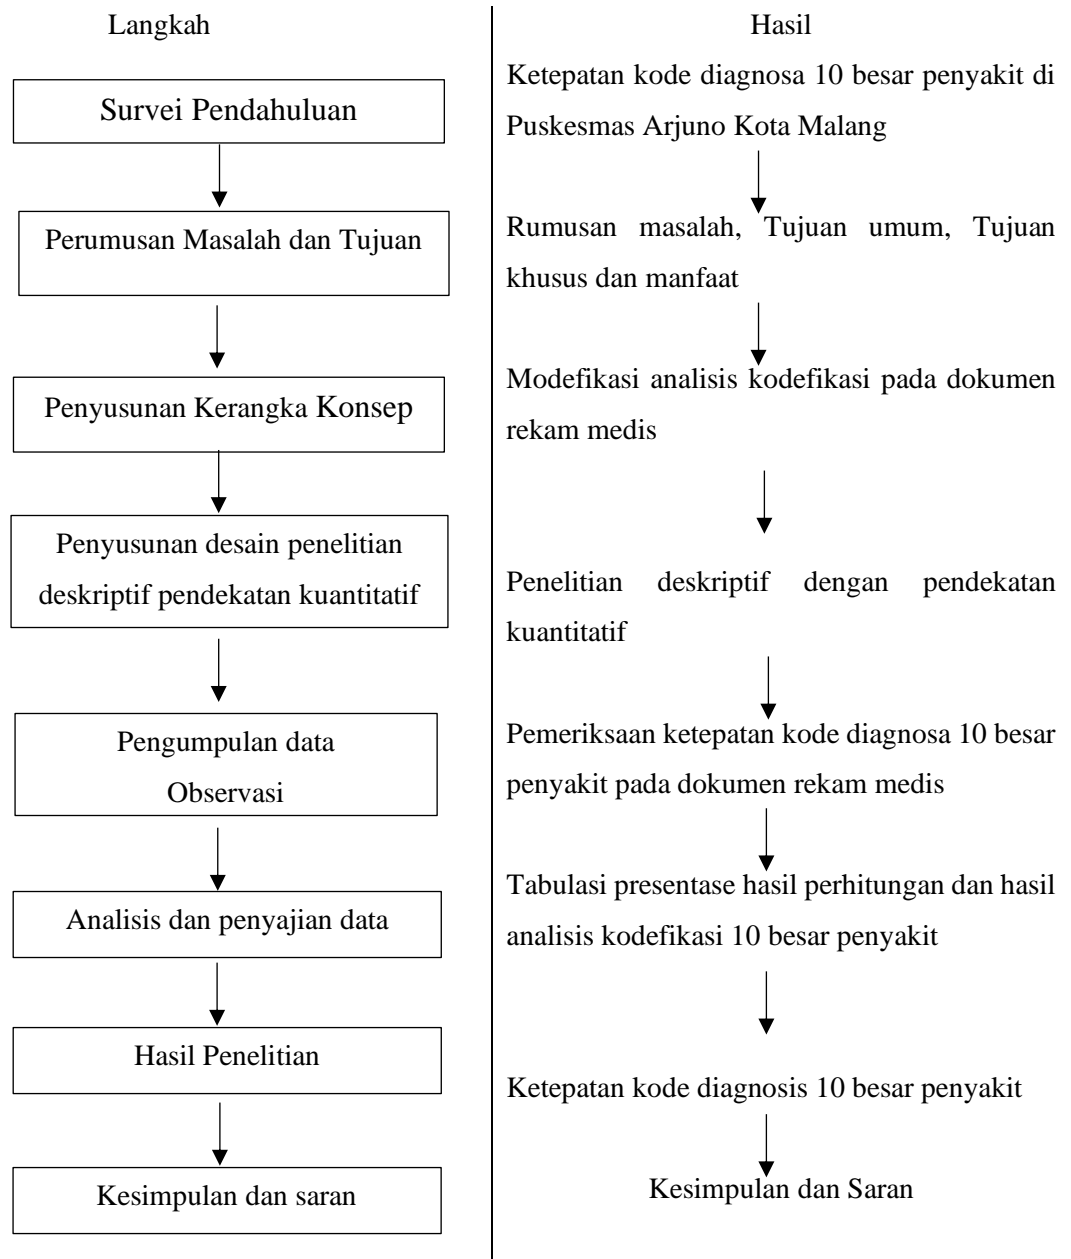 Langkah
Survei Pendahuluan
Perumusan Masalah dan Tujuan
Penyusunan Kerangka Konsep
Penyusunan desain penelitian
deskriptif pendekatan kuantitatif
Pengumpulan data
Observasi
Analisis dan penyajian data
Hasil Penelitian
Kesimpulan dan saran
Hasil
Ketepatan kode diagnosa 10 besar penyakit di
Puskesmas Arjuno Kota Malang
Rumusan masalah, Tujuan umum, Tujuan
khusus dan manfaat
Modefikasi analisis kodefikasi pada dokumen
rekam medis
Penelitian deskriptif dengan pendekatan
kuantitatif
Pemeriksaan ketepatan kode diagnosa 10 besar
penyakit pada dokumen rekam medis
Tabulasi presentase hasil perhitungan dan hasil
analisis kodefikasi 10 besar penyakit
Ketepatan kode diagnosis 10 besar penyakit
Kesimpulan dan Saran